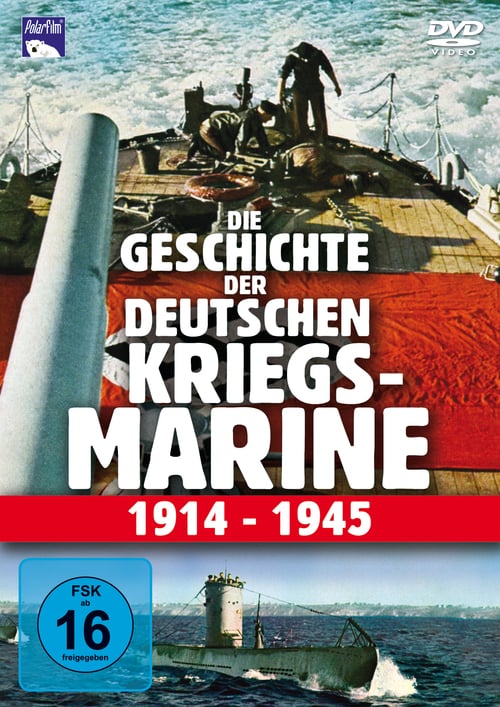 PolarFilm
DVD
VIDEO
DIE
GESCHICHTE
DER
DEUTSCHEN
KRIEGS-
MARINE
1914 - 1945
FSK
ab
16
freigegeben